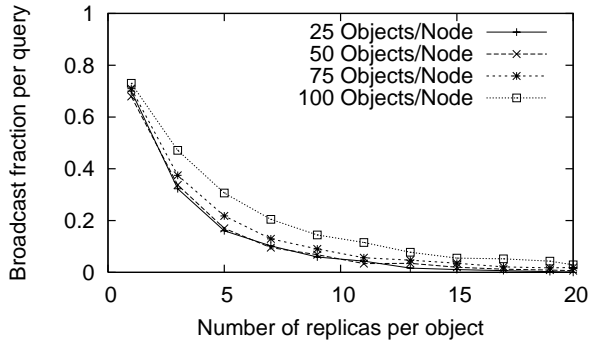 Broadcast fraction per query
1
0.8
0.6
0.4
0.2
0
25 Objects/Node
50 Objects/Node
75 Objects/Node
100 Objects/Node
0 5 10 15 20
Number of replicas per object